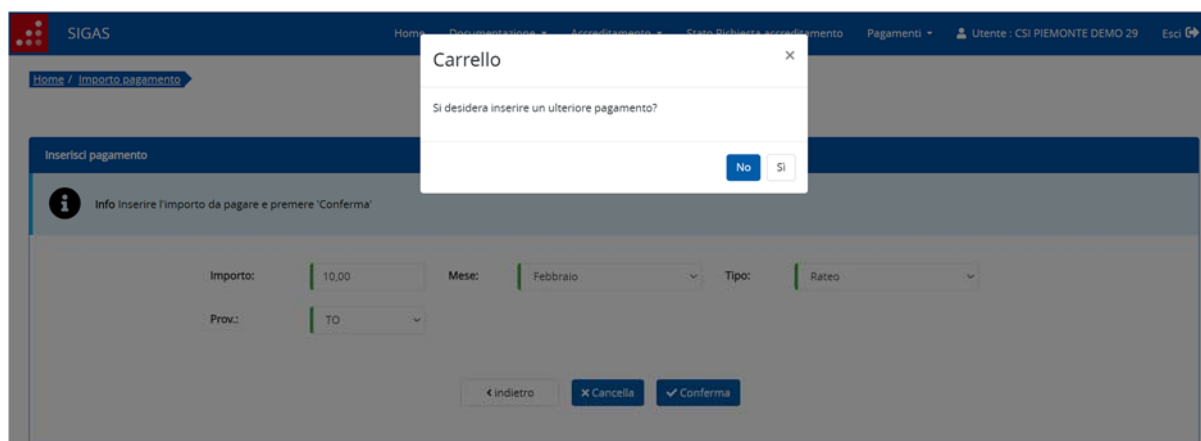 SIGAS
Home Documentazione Accreditamento Stato Richiesta accreditamento Pagamenti Utente : CSI PIEMONTE DEMO 29 Esci
Carrello ×
Home / Importo pagamento
Si desidera inserire un ulteriore pagamento?
Inserisci pagamento
No Sì
Info Inserire l'importo da pagare e premere 'Conferma'
Importo: 10,00 Mese: Febbraio Tipo: Rateo
Prov.: TO
indietro Cancella Conferma